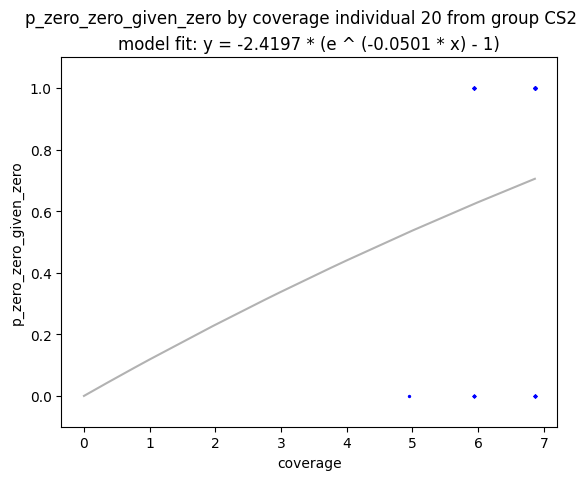 p_zero_zero_given_zero by coverage individual 20 from group CS2
model fit: y = -2.4197 * (e ^ (-0.0501 * x) - 1)
1.0
0.8
0.6
0.4
0.2
0.0
p_zero_zero_given_zero
0 1 2 3 4 5 6 7
coverage